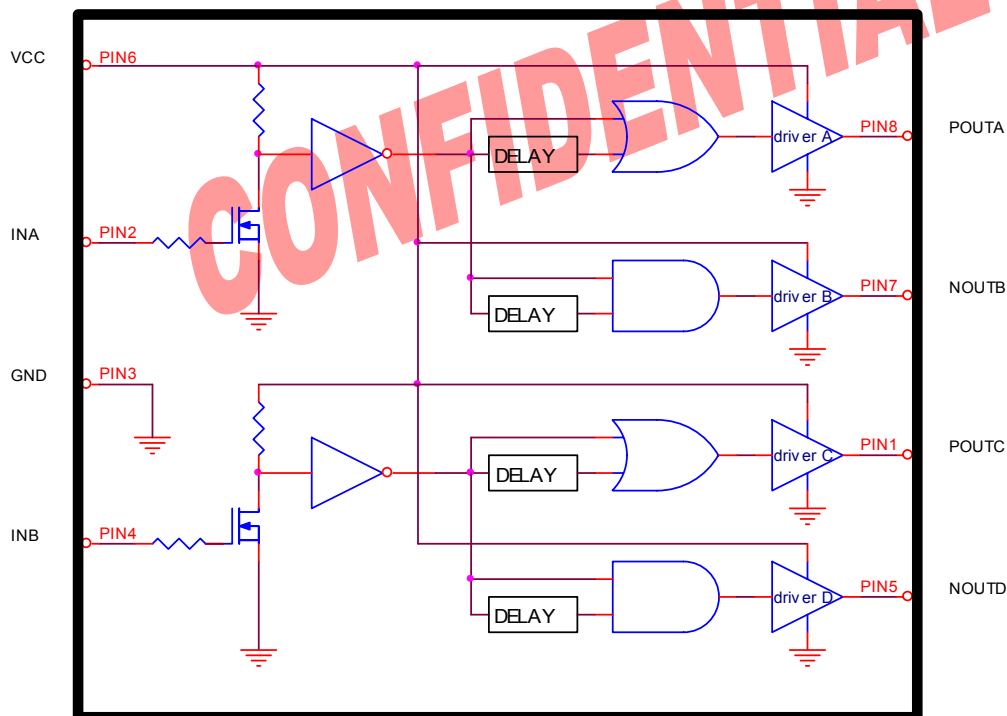 CONFIDENTIAL
VCC PIN6
DELAY driver A PIN8 POUTA
INA PIN2
DELAY driver B PIN7 NOUTB
GND PIN3
DELAY driver C PIN1 POUTC
INB PIN4
DELAY driver D PIN5 NOUTD